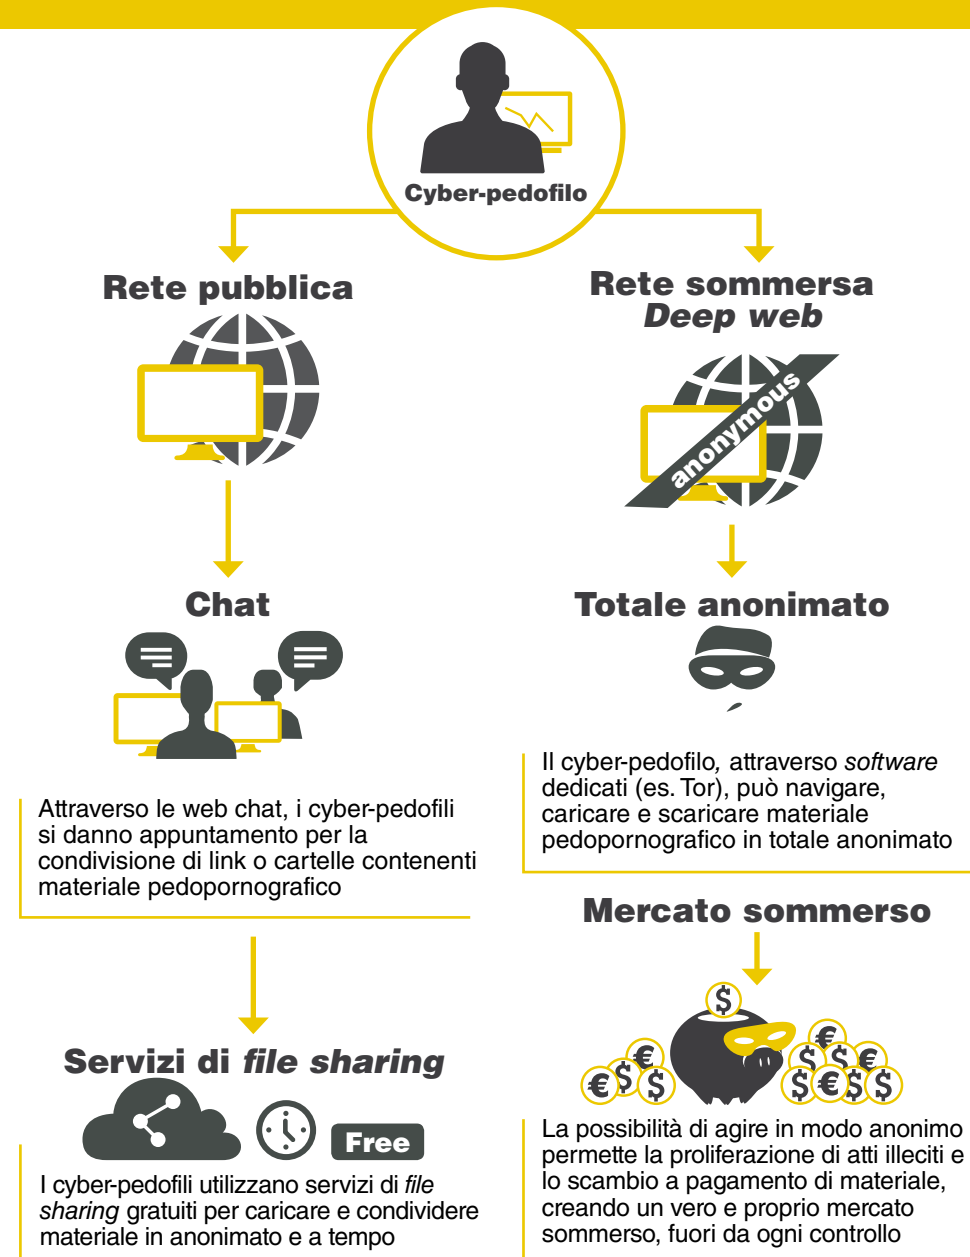 Cyber-pedofilo
Rete pubblica
Chat
Attraverso le web chat, i cyber-pedofili
si danno appuntamento per la
condivisione di link o cartelle contenenti
materiale pedopornografico
Servizi di file sharing
Free
I cyber-pedofili utilizzano servizi di file
sharing gratuiti per caricare e condividere
materiale in anonimato e a tempo
Rete sommersa
Deep web
anonymous
Totale anonimato
Il cyber-pedofilo, attraverso software
dedicati (es. Tor), può navigare,
caricare e scaricare materiale
pedopornografico in totale anonimato
Mercato sommerso
$
€ $ € $
$ $ € € $ € $ $
La possibilità di agire in modo anonimo
permette la proliferazione di atti illeciti e
lo scambio a pagamento di materiale,
creando un vero e proprio mercato
sommerso, fuori da ogni controllo